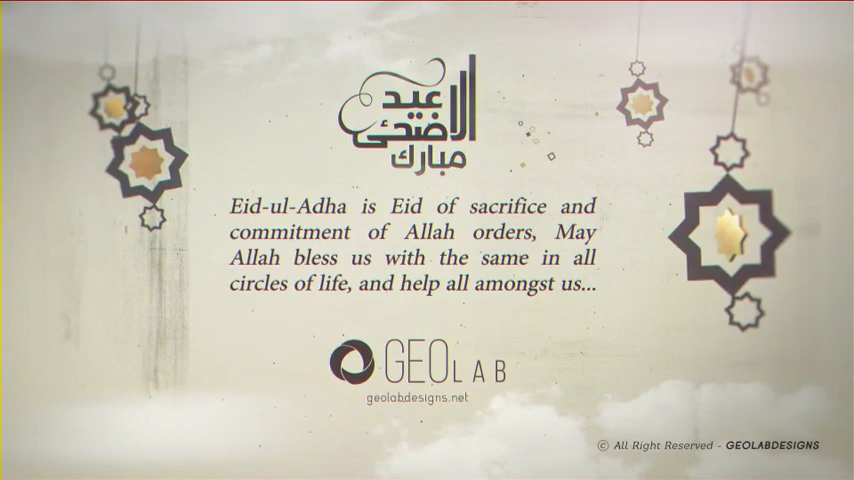 عيد
الاضحى
مبارك
Eid-ul-Adha is Eid of sacrifice and
commitment of Allah orders, May
Allah bless us with the same in all
circles of life, and help all amongst us...
GEOLAB
geolabdesigns.net
© All Right Reserved - GEOLABDESIGNS